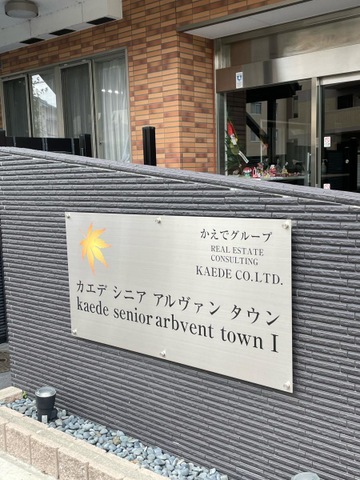 かえでグループ
REAL ESTATE
CONSULTING
KAEDE CO.LTD.
カエデ シニア アルヴァン タウン
kaede senior arbvent town I